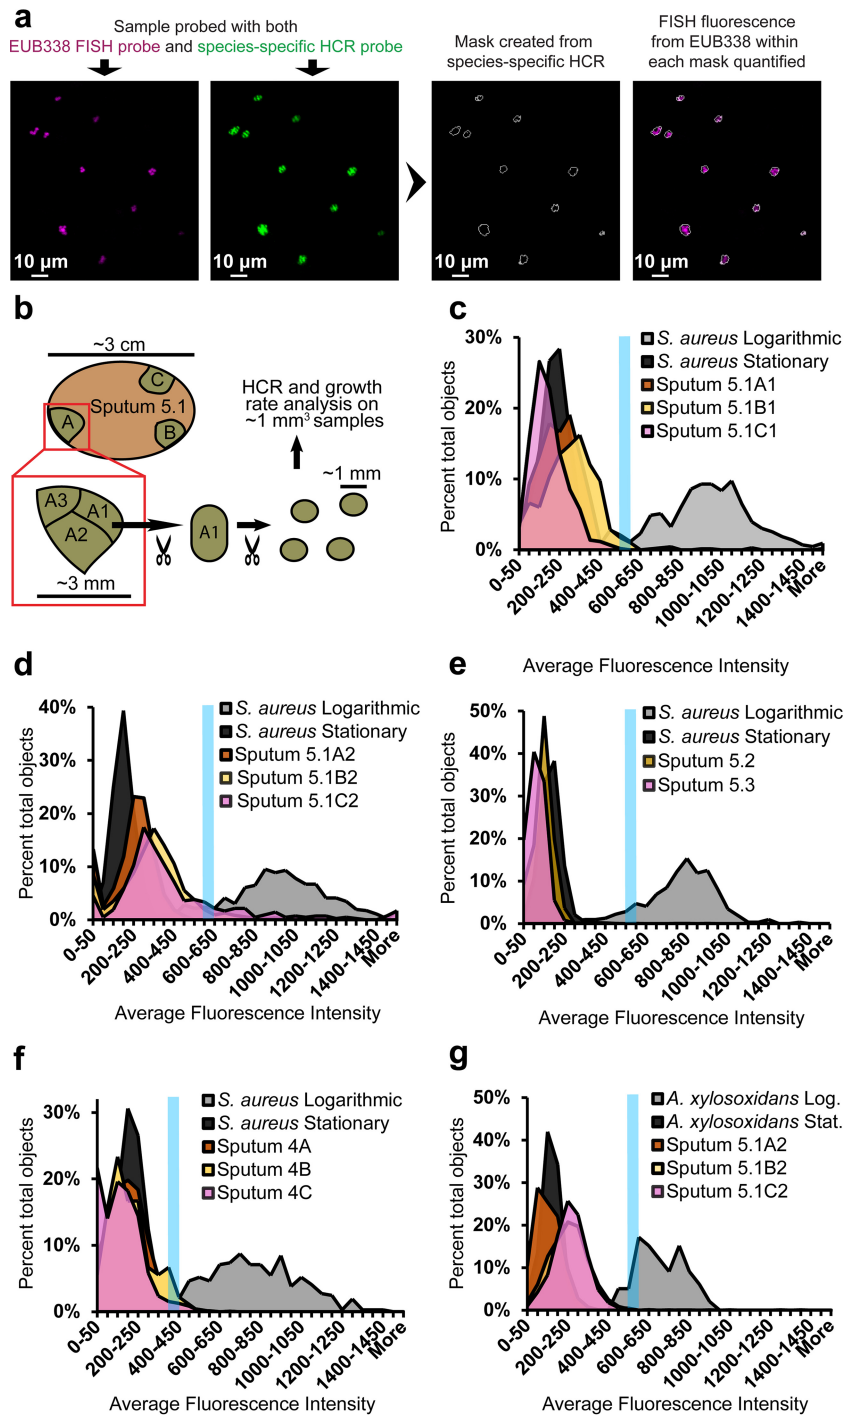 a
Sample probed with both
EUB338 FISH probe and species-specific HCR probe
Mask created from
species-specific HCR
FISH fluorescence
from EUB338 within
each mask quantified
10 µm
10 µm
10 µm
10 µm
b
~3 cm
C
Sputum 5.1
A
B
A3
A1
A2
~3 mm
A1
HCR and growth
rate analysis on
~1 mm³ samples
~1 mm
c
Percent total objects
30%
20%
10%
0%
S. aureus Logarithmic
S. aureus Stationary
Sputum 5.1A1
Sputum 5.1B1
Sputum 5.1C1
0-50
200-250
400-450
600-650
800-850
1000-1050
1200-1250
1400-1450
More
Average Fluorescence Intensity
d
Percent total objects
40%
30%
20%
10%
0%
S. aureus Logarithmic
S. aureus Stationary
Sputum 5.1A2
Sputum 5.1B2
Sputum 5.1C2
0-50
200-250
400-450
600-650
800-850
1000-1050
1200-1250
1400-1450
More
Average Fluorescence Intensity
e
Percent total objects
50%
40%
30%
20%
10%
0%
S. aureus Logarithmic
S. aureus Stationary
Sputum 5.2
Sputum 5.3
0-50
200-250
400-450
600-650
800-850
1000-1050
1200-1250
1400-1450
More
Average Fluorescence Intensity
f
Percent total objects
30%
20%
10%
0%
S. aureus Logarithmic
S. aureus Stationary
Sputum 4A
Sputum 4B
Sputum 4C
0-50
200-250
400-450
600-650
800-850
1000-1050
1200-1250
1400-1450
More
Average Fluorescence Intensity
g
Percent total objects
50%
40%
30%
20%
10%
0%
A. xylosoxidans Log.
A. xylosoxidans Stat.
Sputum 5.1A2
Sputum 5.1B2
Sputum 5.1C2
0-50
200-250
400-450
600-650
800-850
1000-1050
1200-1250
1400-1450
More
Average Fluorescence Intensity